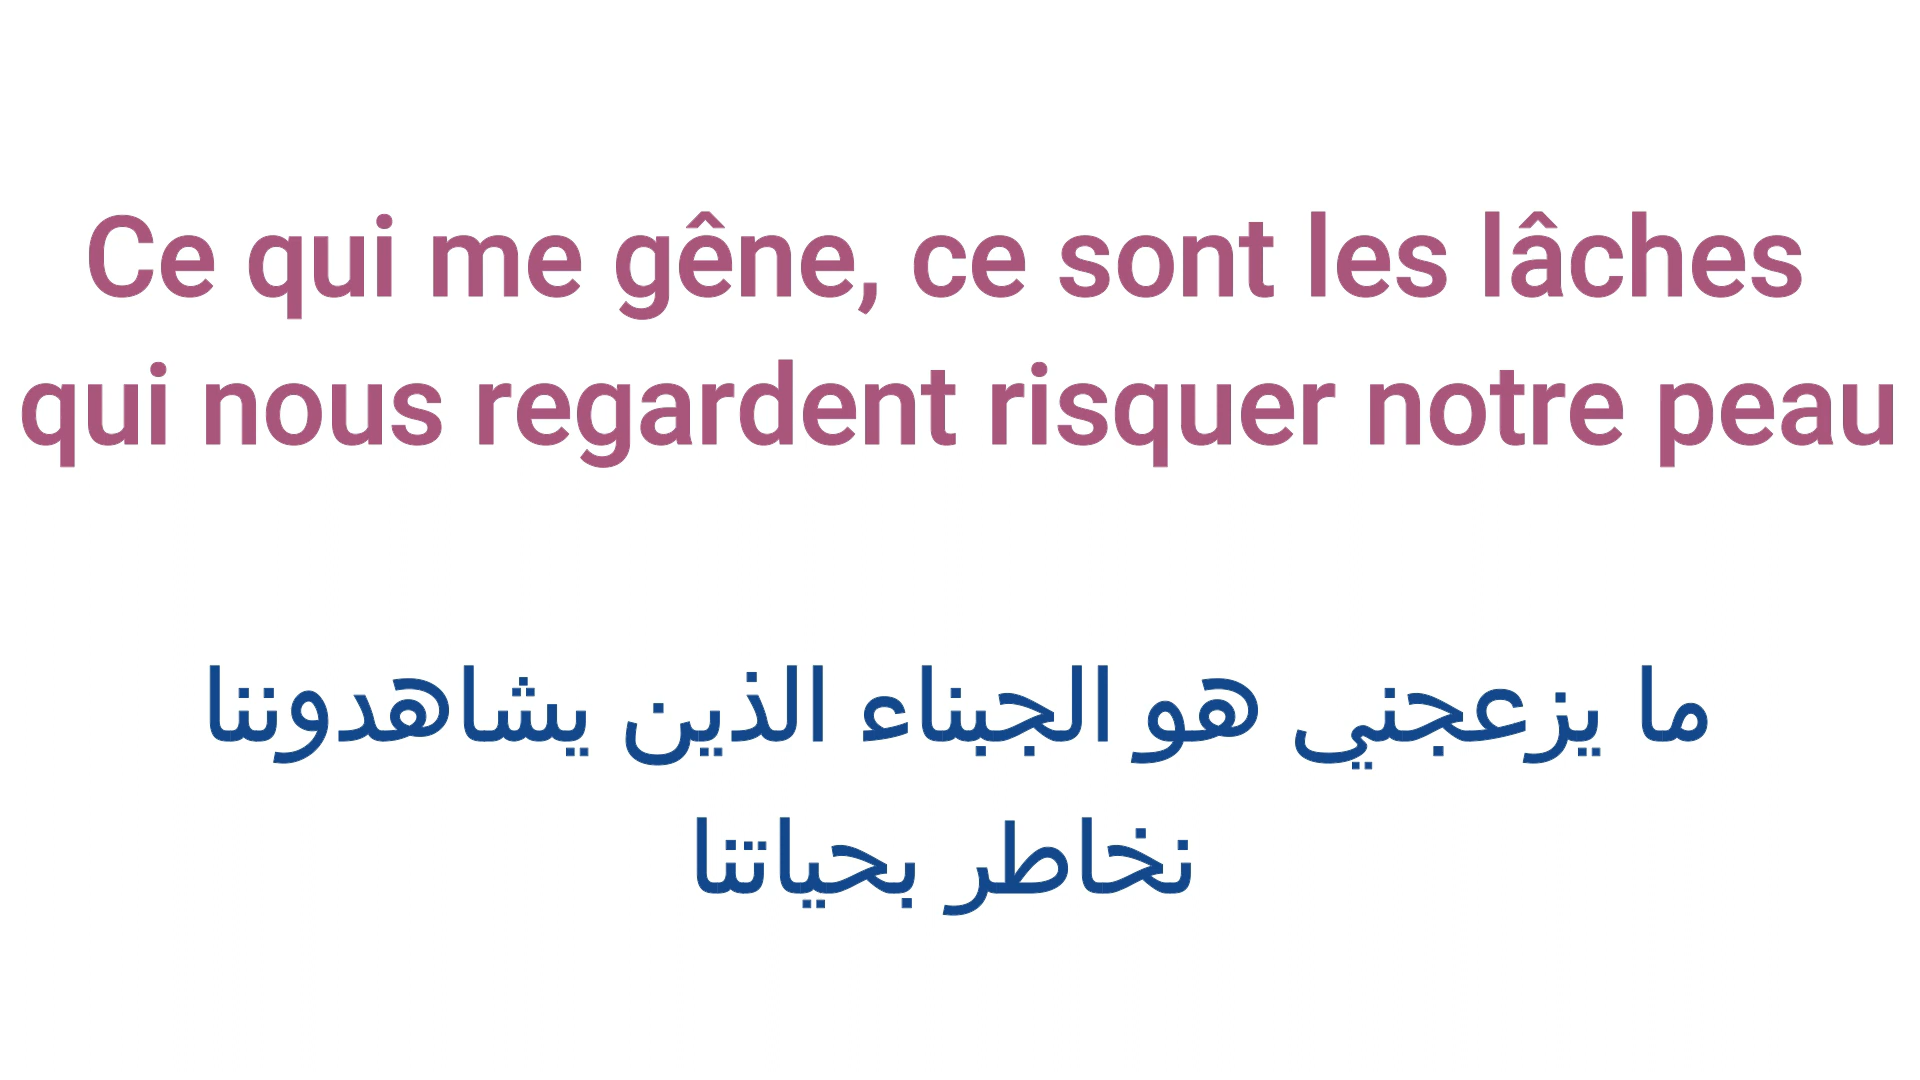 Ce qui me gêne, ce sont les lâches
qui nous regardent risquer notre peau
ما يزعجني هو الجبناء الذين يشاهدوننا
نخاطر بحياتنا